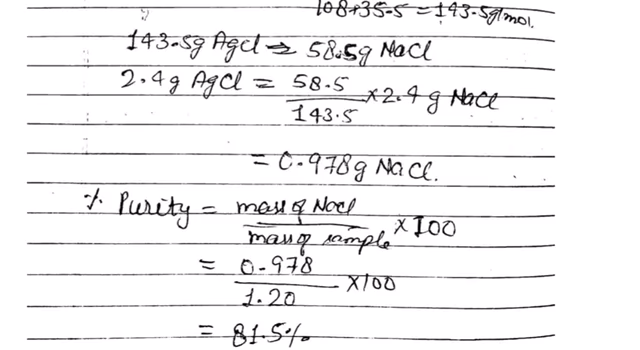 108+35.5 = 143.5g/mol.
143.5g AgCl ⇒ 58.5g NaCl
2.4g AgCl = 58.5/143.5 × 2.4 g NaCl
= 0.978g NaCl.
% Purity = mass of NaCl/mass of sample × 100
= 0.978/1.20 × 100
= 81.5%